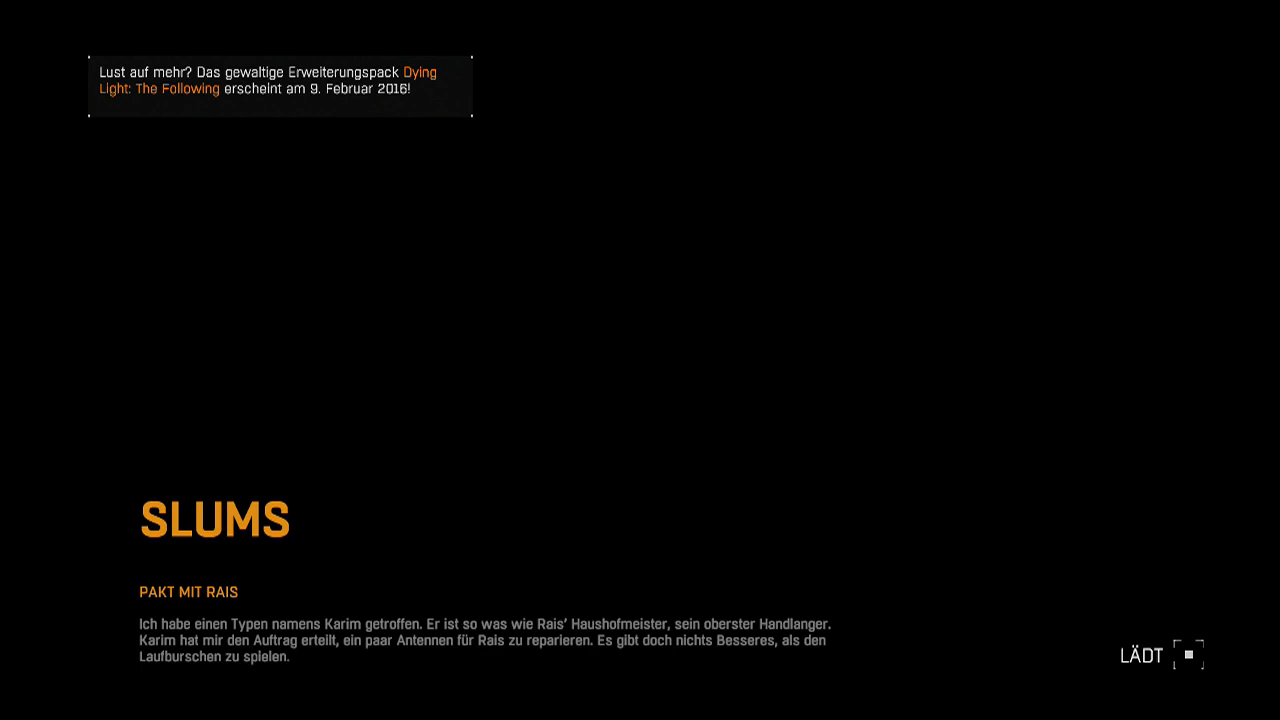 Lust auf mehr? Das gewaltige Erweiterungspack Dying
Light: The Following erscheint am 9. Februar 2016!
SLUMS
PAKT MIT RAIS
Ich habe einen Typen namens Karim getroffen. Er ist so was wie Rais' Haushofmeister, sein oberster Handlanger.
Karim hat mir den Auftrag erteilt, ein paar Antennen für Rais zu reparieren. Es gibt doch nichts Besseres, als den
Laufburschen zu spielen.
LÄDT